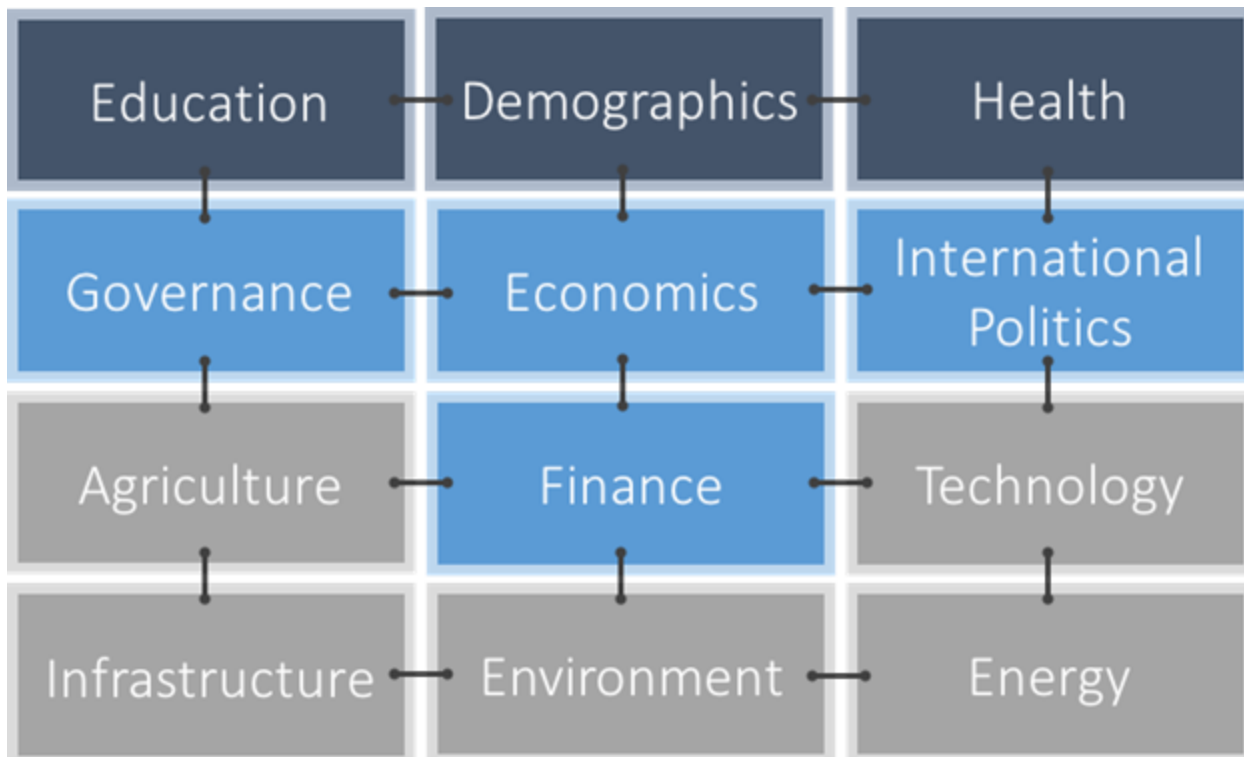 Education
Demographics
Health
Governance
Economics
International
Politics
Agriculture
Finance
Technology
Infrastructure
Environment
Energy